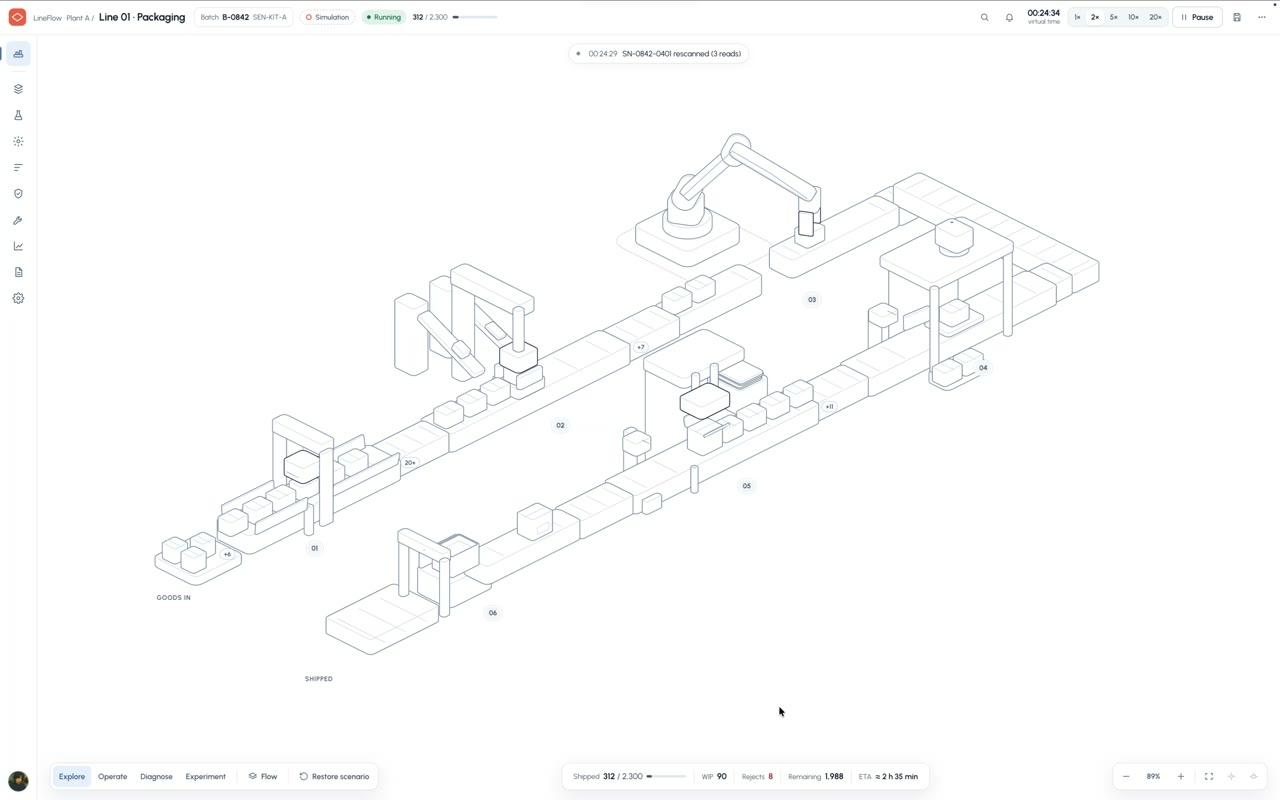 LineFlow Plant A / Line 01 · Packaging
Batch B-0842 SEN-KIT-A
Simulation
Running
312 / 2.300
00:24:34
virtual time
1× 2× 5× 10× 20×
Pause
00:24:29 SN-0842-0401 rescanned (3 reads)
03
+7
04
+11
02
20+
05
+6
01
GOODS IN
06
SHIPPED
Explore Operate Diagnose Experiment Flow Restore scenario
Shipped 312 / 2.300 WIP 90 Rejects 8 Remaining 1.988 ETA ≈ 2 h 35 min
89%